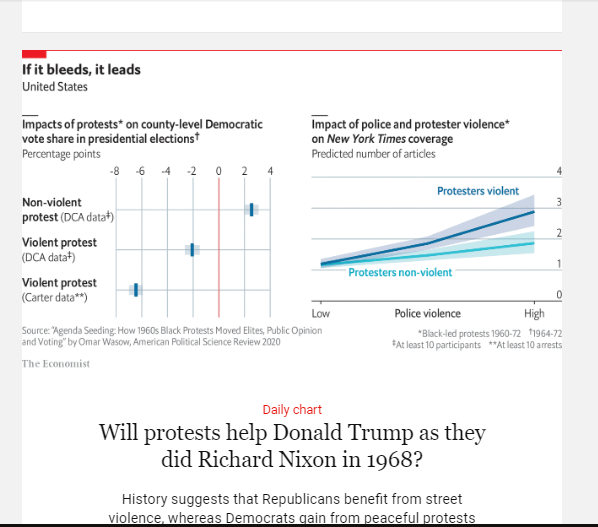 If it bleeds, it leads
United States
Impacts of protests* on county-level Democratic
vote share in presidential elections†
Percentage points
-8 -6 -4 -2 0 2 4
Non-violent
protest (DCA data‡)
Violent protest
(DCA data‡)
Violent protest
(Carter data**)
Impact of police and protester violence*
on New York Times coverage
Predicted number of articles
4
Protesters violent
3
2
1
Protesters non-violent
0
Low Police violence High
Source: "Agenda Seeding: How 1960s Black Protests Moved Elites, Public Opinion
and Voting" by Omar Wasow, American Political Science Review 2020
*Black-led protests 1960-72 †1964-72
‡At least 10 participants **At least 10 arrests
The Economist
Daily chart
Will protests help Donald Trump as they
did Richard Nixon in 1968?
History suggests that Republicans benefit from street
violence, whereas Democrats gain from peaceful protests